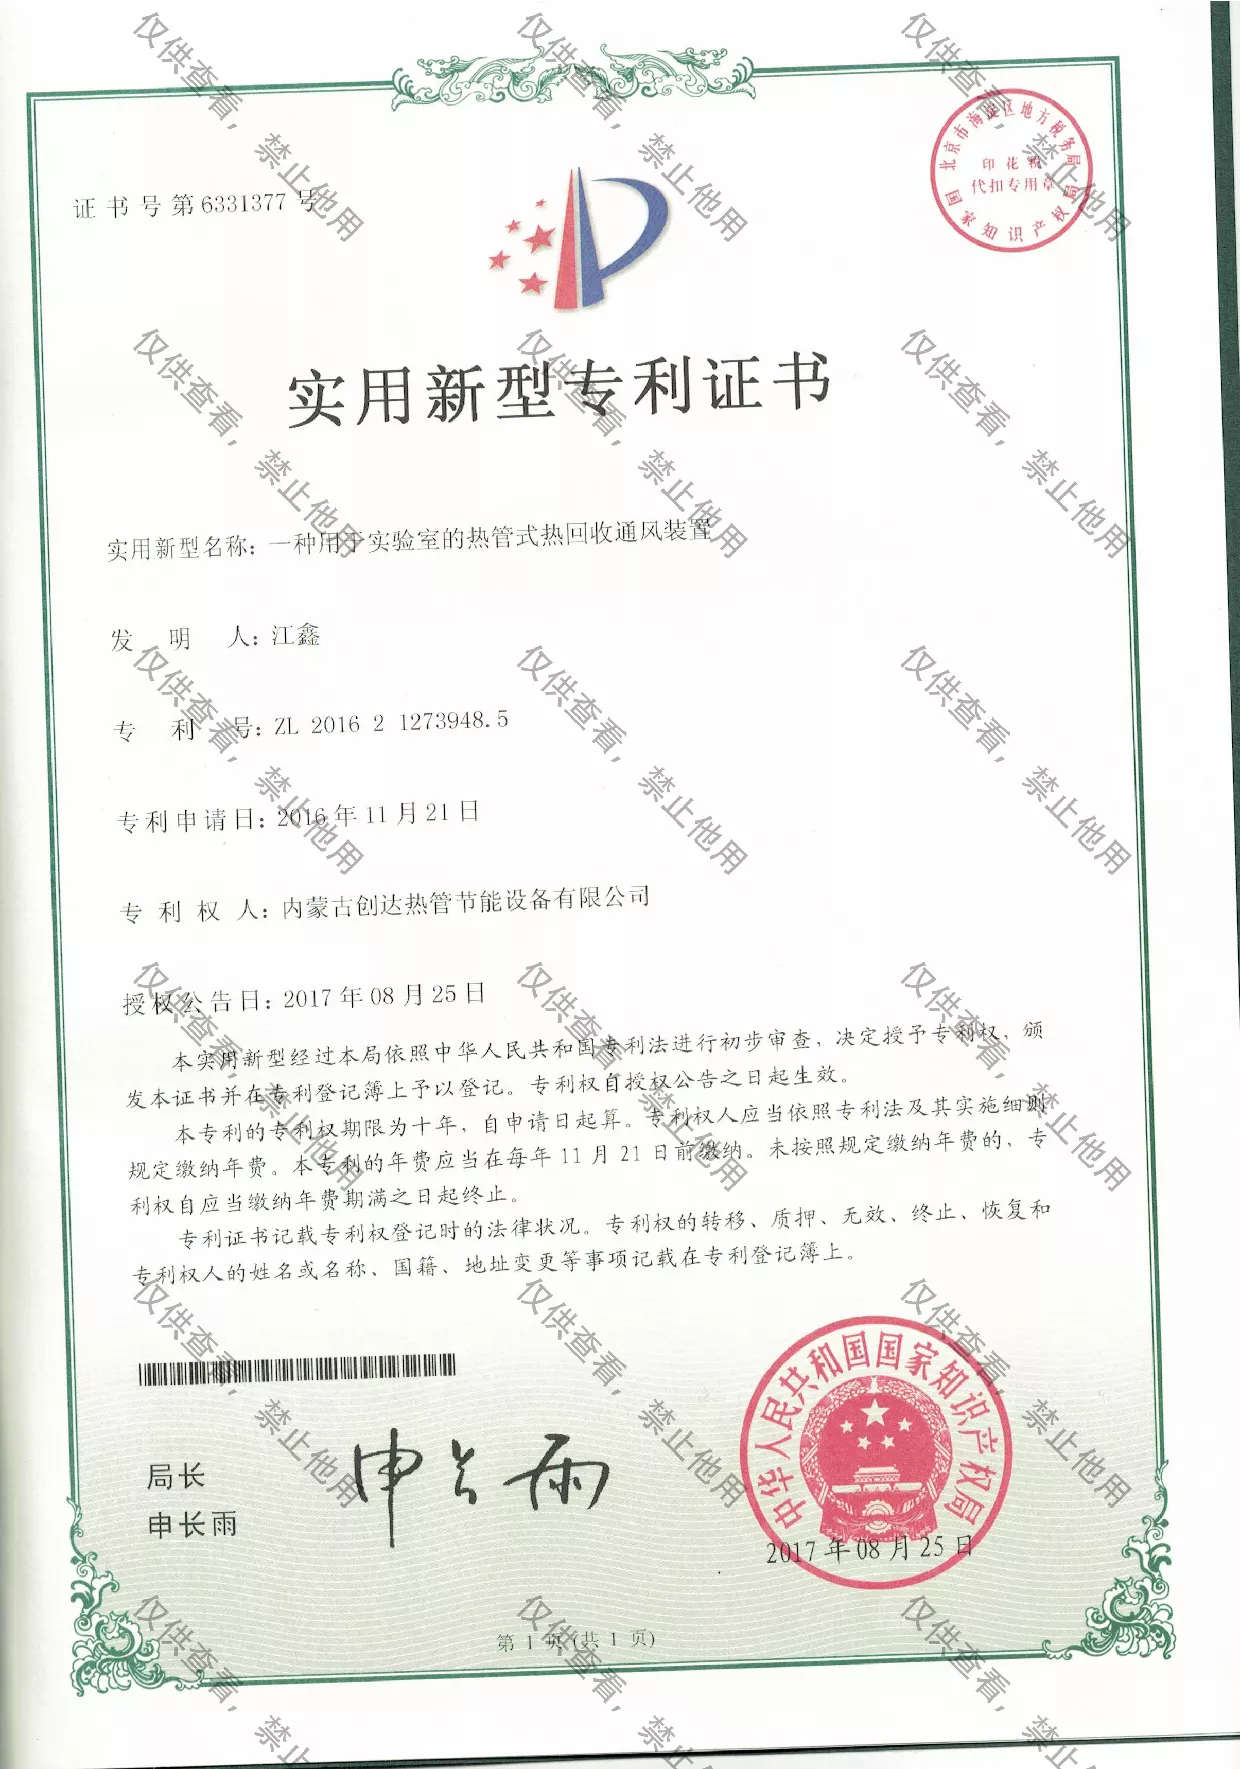 证书号第6331377号
北京市海淀区地方税务局
印花税
代扣专用章
国家知识产权局
实用新型专利证书
实用新型名称：一种用于实验室的热管式热回收通风装置
发明人：江鑫
专利号：ZL 2016 2 1273948.5
专利申请日：2016年11月21日
专利权人：内蒙古创达热管节能设备有限公司
授权公告日：2017年08月25日
本实用新型经过本局依照中华人民共和国专利法进行初步审查，决定授予专利权、颁
发本证书并在专利登记簿上予以登记。专利权自授权公告之日起生效。
本专利的专利权期限为十年，自申请日起算。专利权人应当依照专利法及其实施细则
规定缴纳年费。本专利的年费应当在每年11月21日前缴纳。未按照规定缴纳年费的，专
利权自应当缴纳年费期满之日起终止。
专利证书记载专利权登记时的法律状况。专利权的转移、质押、无效、终止、恢复和
专利权人的姓名或名称、国籍、地址变更等事项记载在专利登记簿上。
局长
申长雨
申长雨
中华人民共和国国家知识产权局
2017年08月25日
第1页(共1页)
仅供查看，禁止他用